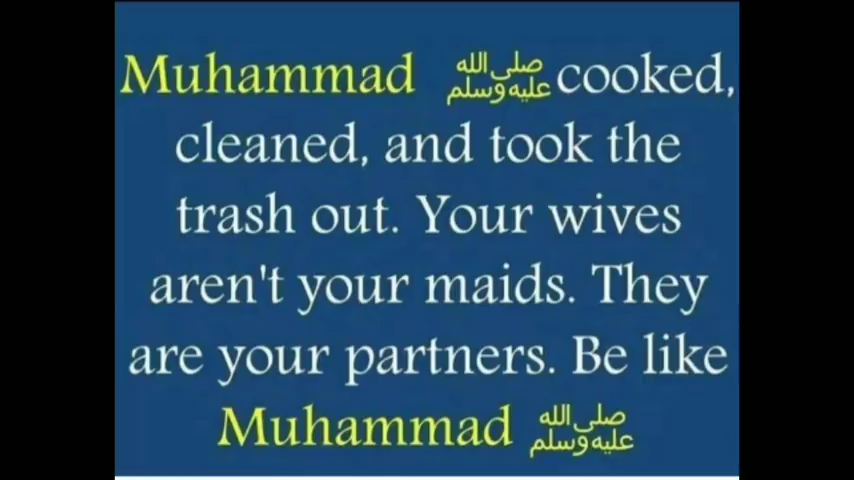 Muhammad صلى الله عليه وسلم cooked,
cleaned, and took the
trash out. Your wives
aren't your maids. They
are your partners. Be like
Muhammad صلى الله عليه وسلم